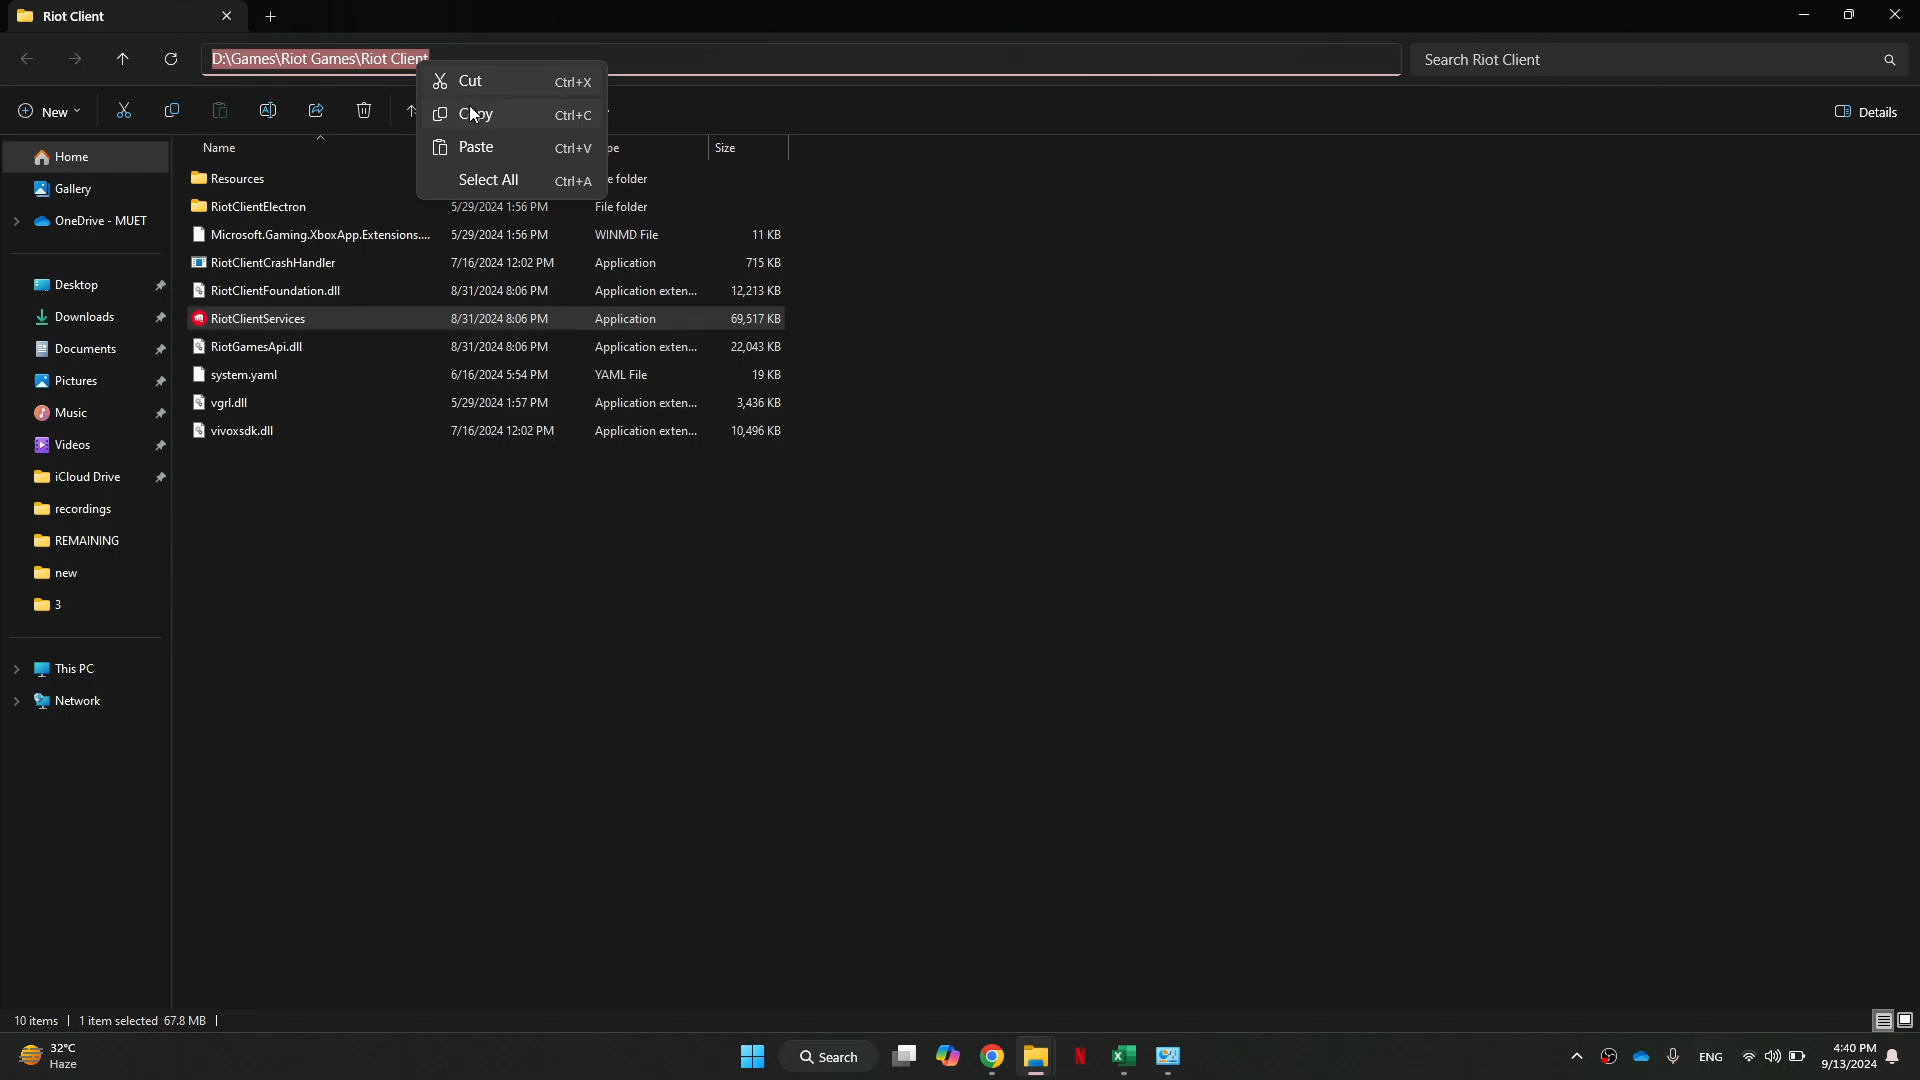 Riot Client
D:\Games\Riot Games\Riot Client
Search Riot Client
Cut Ctrl+X
Copy Ctrl+C
Paste Ctrl+V
Select All Ctrl+A
New
Details
Name
Size
Resources
RiotClientElectron 5/29/2024 1:56 PM File folder
Microsoft.Gaming.XboxApp.Extensions.... 5/29/2024 1:56 PM WINMD File 11 KB
RiotClientCrashHandler 7/16/2024 12:02 PM Application 715 KB
RiotClientFoundation.dll 8/31/2024 8:06 PM Application exten... 12,213 KB
RiotClientServices 8/31/2024 8:06 PM Application 69,517 KB
RiotGamesApi.dll 8/31/2024 8:06 PM Application exten... 22,043 KB
system.yaml 6/16/2024 5:54 PM YAML File 19 KB
vgrl.dll 5/29/2024 1:57 PM Application exten... 3,436 KB
vivoxsdk.dll 7/16/2024 12:02 PM Application exten... 10,496 KB
Home
Gallery
OneDrive - MUET
Desktop
Downloads
Documents
Pictures
Music
Videos
iCloud Drive
recordings
REMAINING
new
3
This PC
Network
10 items 1 item selected 67.8 MB
32°C
Haze
Search
ENG
4:40 PM
9/13/2024